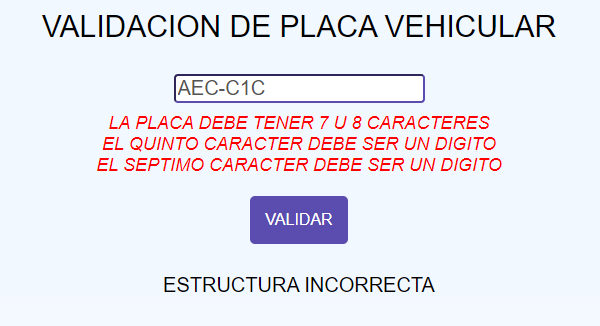 VALIDACION DE PLACA VEHICULAR
AEC-C1C
LA PLACA DEBE TENER 7 U 8 CARACTERES
EL QUINTO CARACTER DEBE SER UN DIGITO
EL SEPTIMO CARACTER DEBE SER UN DIGITO
VALIDAR
ESTRUCTURA INCORRECTA